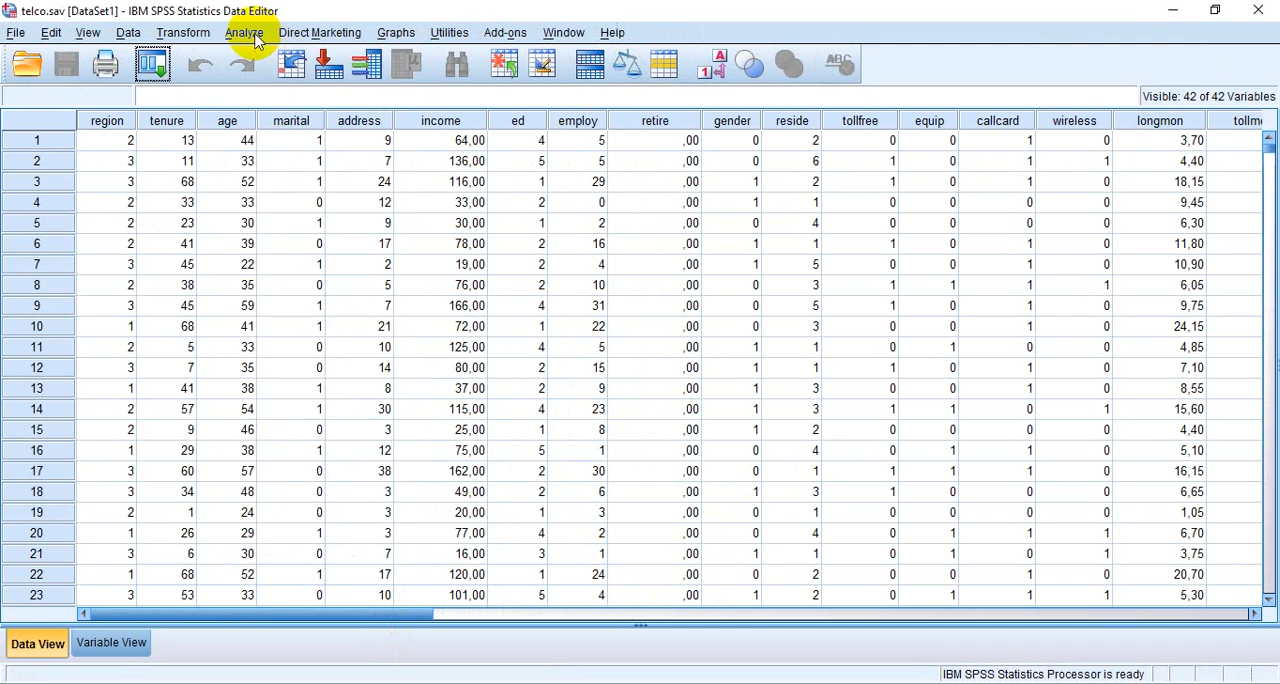 telco.sav [DataSet1] - IBM SPSS Statistics Data Editor
File Edit View Data Transform Analyze Direct Marketing Graphs Utilities Add-ons Window Help
1 A ABC
Visible: 42 of 42 Variables
region tenure age marital address income ed employ retire gender reside tollfree equip callcard wireless longmon tollmo
1 2 13 44 1 9 64,00 4 5 ,00 0 2 0 0 1 0 3,70
2 3 11 33 1 7 136,00 5 5 ,00 0 6 1 0 1 1 4,40
3 3 68 52 1 24 116,00 1 29 ,00 1 2 1 0 1 0 18,15
4 2 33 33 0 12 33,00 2 0 ,00 1 1 0 0 0 0 9,45
5 2 23 30 1 9 30,00 1 2 ,00 0 4 0 0 0 0 6,30
6 2 41 39 0 17 78,00 2 16 ,00 1 1 1 0 1 0 11,80
7 3 45 22 1 2 19,00 2 4 ,00 1 5 0 0 1 0 10,90
8 2 38 35 0 5 76,00 2 10 ,00 0 3 1 1 1 1 6,05
9 3 45 59 1 7 166,00 4 31 ,00 0 5 1 0 1 0 9,75
10 1 68 41 1 21 72,00 1 22 ,00 0 3 0 0 1 0 24,15
11 2 5 33 0 10 125,00 4 5 ,00 1 1 0 1 0 0 4,85
12 3 7 35 0 14 80,00 2 15 ,00 1 1 1 0 1 0 7,10
13 1 41 38 1 8 37,00 2 9 ,00 1 3 0 0 1 0 8,55
14 2 57 54 1 30 115,00 4 23 ,00 1 3 1 1 0 1 15,60
15 2 9 46 0 3 25,00 1 8 ,00 1 2 0 0 0 0 4,40
16 1 29 38 1 12 75,00 5 1 ,00 0 4 0 1 1 0 5,10
17 3 60 57 0 38 162,00 2 30 ,00 0 1 1 1 1 0 16,15
18 3 34 48 0 3 49,00 2 6 ,00 1 3 1 0 0 0 6,65
19 2 1 24 0 3 20,00 1 3 ,00 0 1 0 0 0 0 1,05
20 1 26 29 1 3 77,00 4 2 ,00 0 4 0 1 1 1 6,70
21 3 6 30 0 7 16,00 3 1 ,00 1 1 0 1 0 1 3,75
22 1 68 52 1 17 120,00 1 24 ,00 0 2 0 0 1 0 20,70
23 3 53 33 0 10 101,00 5 4 ,00 0 2 0 1 1 1 5,30
Data View Variable View
IBM SPSS Statistics Processor is ready